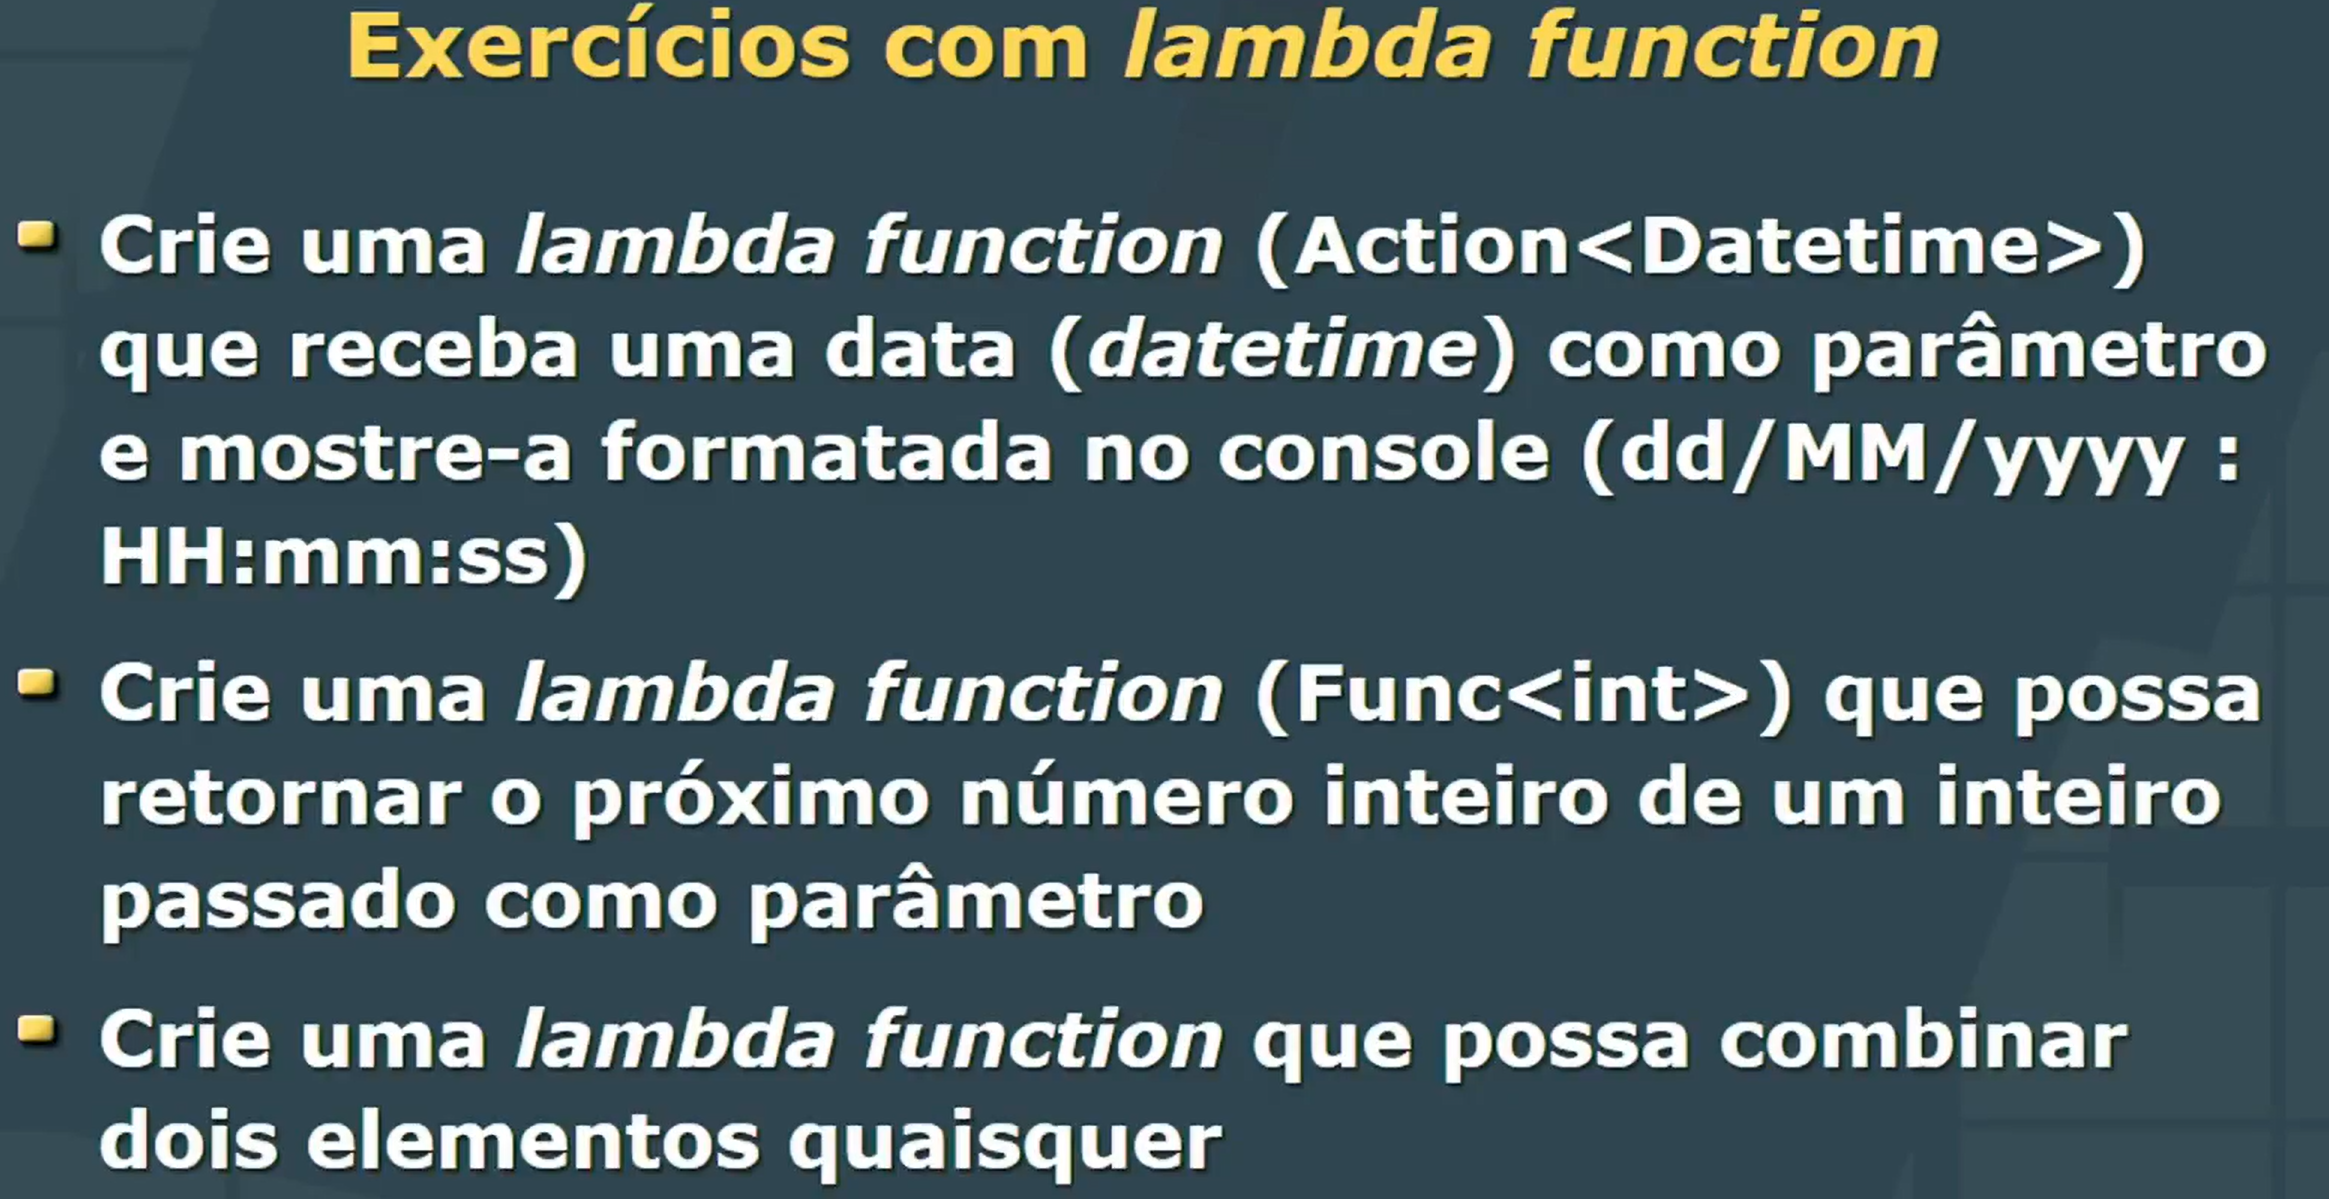 Exercícios com lambda function
Crie uma lambda function (Action<Datetime>)
que receba uma data (datetime) como parâmetro
e mostre-a formatada no console (dd/MM/yyyy :
HH:mm:ss)
Crie uma lambda function (Func<int>) que possa
retornar o próximo número inteiro de um inteiro
passado como parâmetro
Crie uma lambda function que possa combinar
dois elementos quaisquer